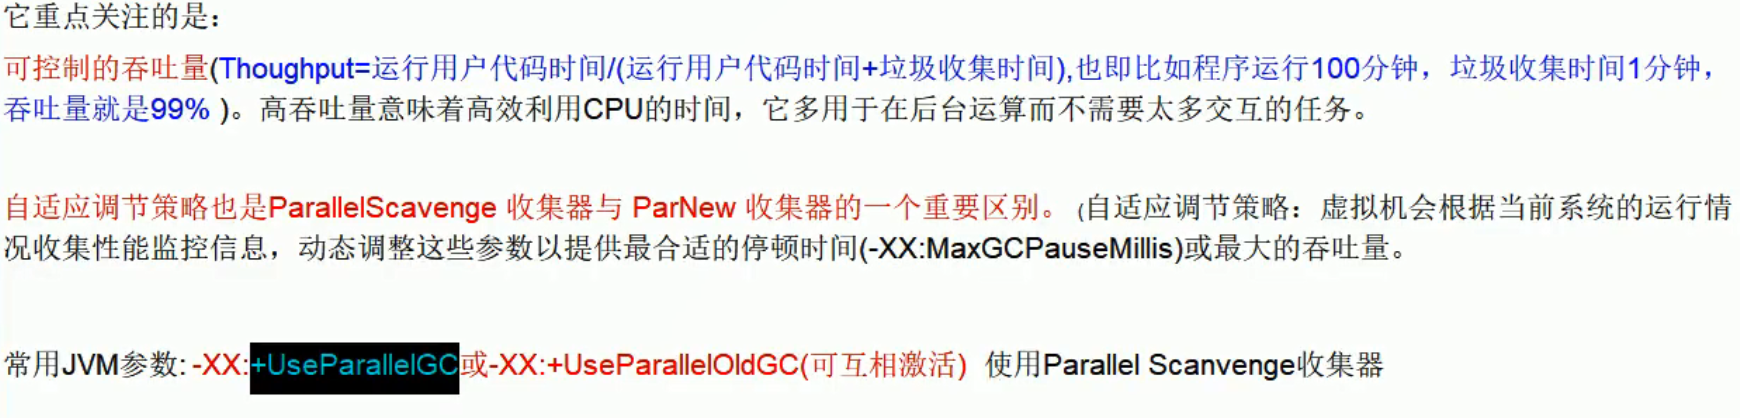 它重点关注的是：
可控制的吞吐量(Thoughput=运行用户代码时间/(运行用户代码时间+垃圾收集时间),也即比如程序运行100分钟，垃圾收集时间1分钟，
吞吐量就是99% )。高吞吐量意味着高效利用CPU的时间，它多用于在后台运算而不需要太多交互的任务。
自适应调节策略也是ParallelScavenge 收集器与 ParNew 收集器的一个重要区别。(自适应调节策略：虚拟机会根据当前系统的运行情
况收集性能监控信息，动态调整这些参数以提供最合适的停顿时间(-XX:MaxGCPauseMillis)或最大的吞吐量。
常用JVM参数: -XX:+UseParallelGC或-XX:+UseParallelOldGC(可互相激活) 使用Parallel Scanvenge收集器